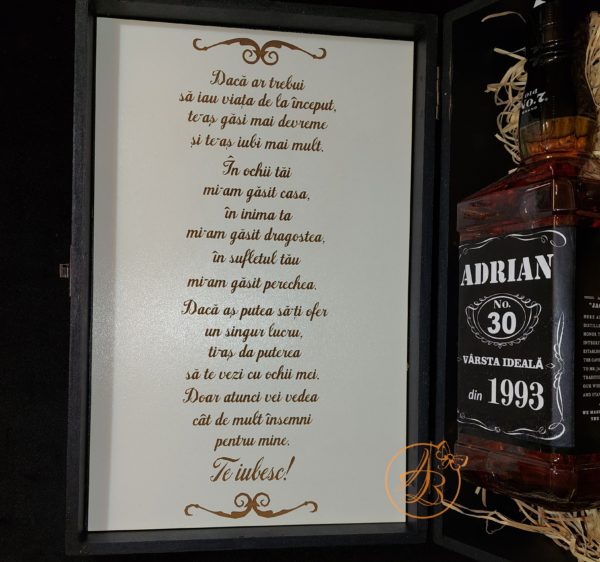 Dacă ar trebui
să iau viața de la început,
te-aș găsi mai devreme
și te-aș iubi mai mult.
În ochii tăi
mi-am găsit casa,
în inima ta
mi-am găsit dragostea,
în sufletul tău
mi-am găsit perechea.
Dacă aș putea să-ți ofer
un singur lucru,
ti-aș da puterea
să te vezi cu ochii mei.
Doar atunci vei vedea
cât de mult însemni
pentru mine.
Te iubesc!
No. 7
ADRIAN
No.
30
VÂRSTA IDEALĂ
din 1993